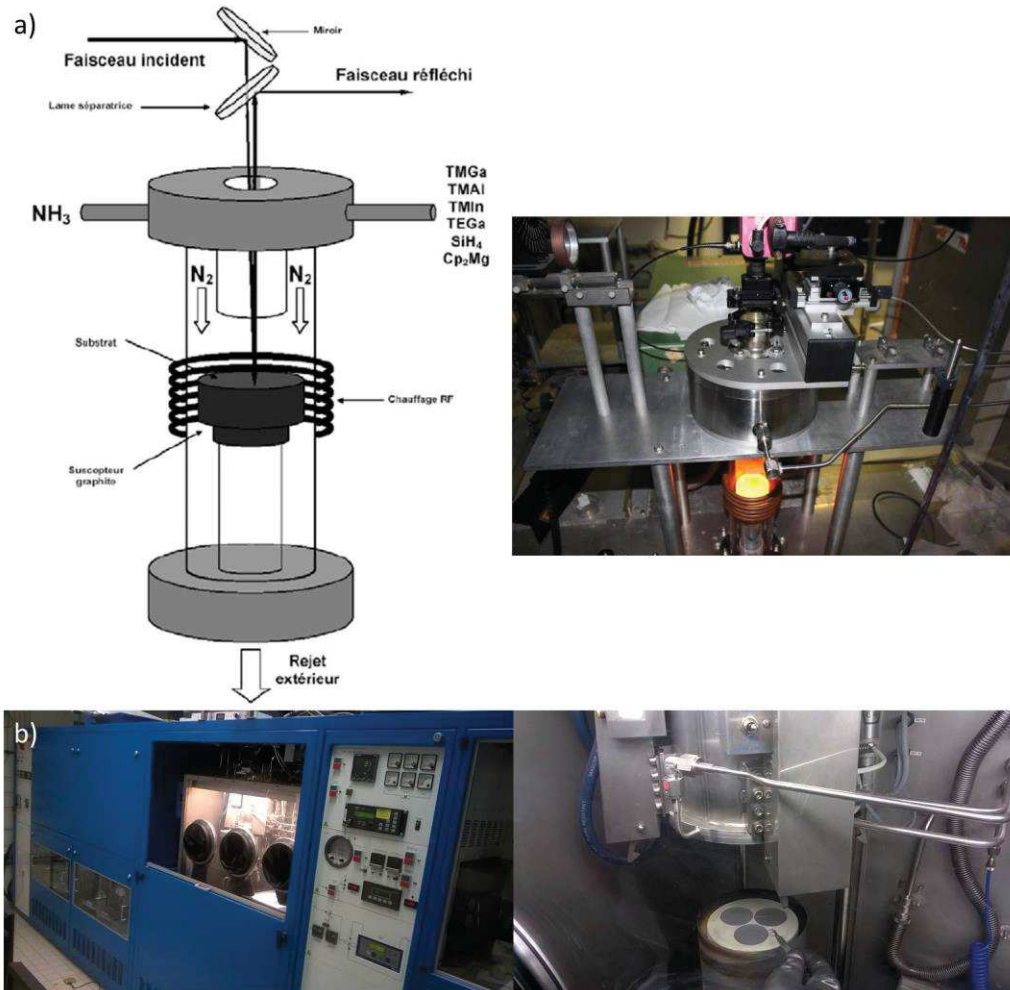 a)
Miroir
Faisceau incident
Faisceau réfléchi
Lame séparatrice
NH₃
TMGa
TMAl
TMIn
TEGa
SiH₄
Cp₂Mg
N₂
N₂
Substrat
Chauffage RF
Suscepteur
graphite
Rejet
extérieur
b)